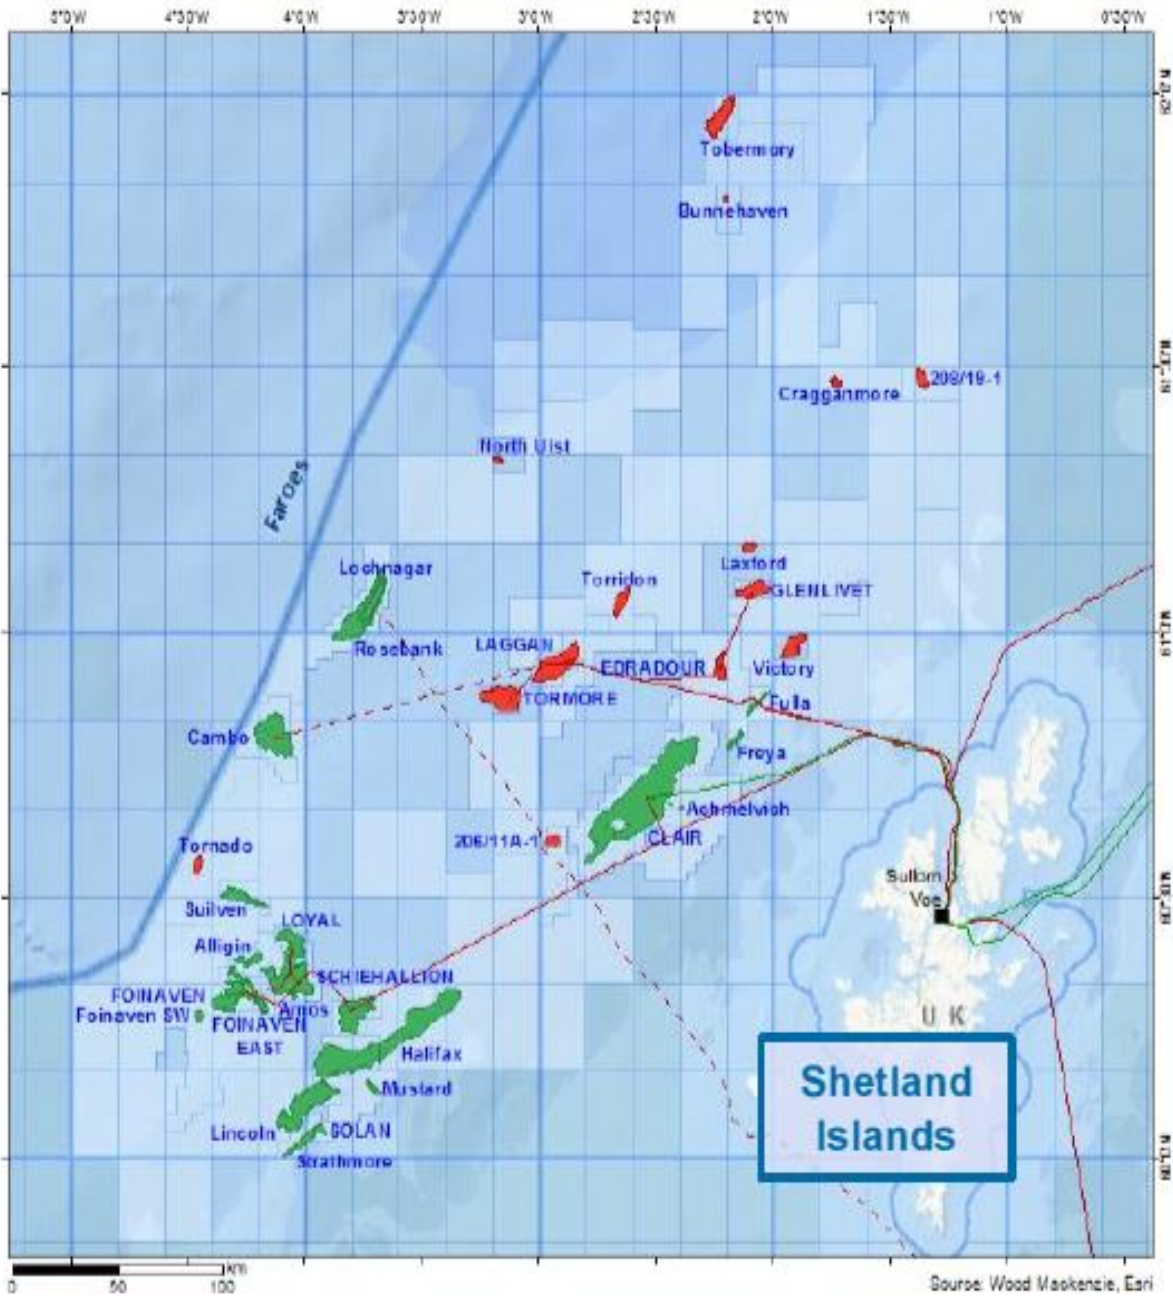 5°0'W 4°30'W 4°0'W 3°30'W 3°0'W 2°30'W 2°0'W 1°30'W 1°0'W 0°30'W
Tobermory
Bunnehaven
208/19-1
Cragganmore
North Uist
Faroes
Lochnagar
Laxford
Torridon
GLENLIVET
Rosebank
LAGGAN
EDRADOUR
Victory
TORMORE
Fulla
Cambo
Freya
Achmelvich
CLAIR
206/11A-1
Tornado
Sullom
Voe
Suilven
LOYAL
Alligin
SCHIEHALLION
FOINAVEN
Foinaven SW
Amos
FOINAVEN
EAST
UK
Halifax
Mustard
Shetland
Islands
Lincoln
SOLAN
Strathmore
km
0 50 100
Source: Wood Mackenzie, Esri